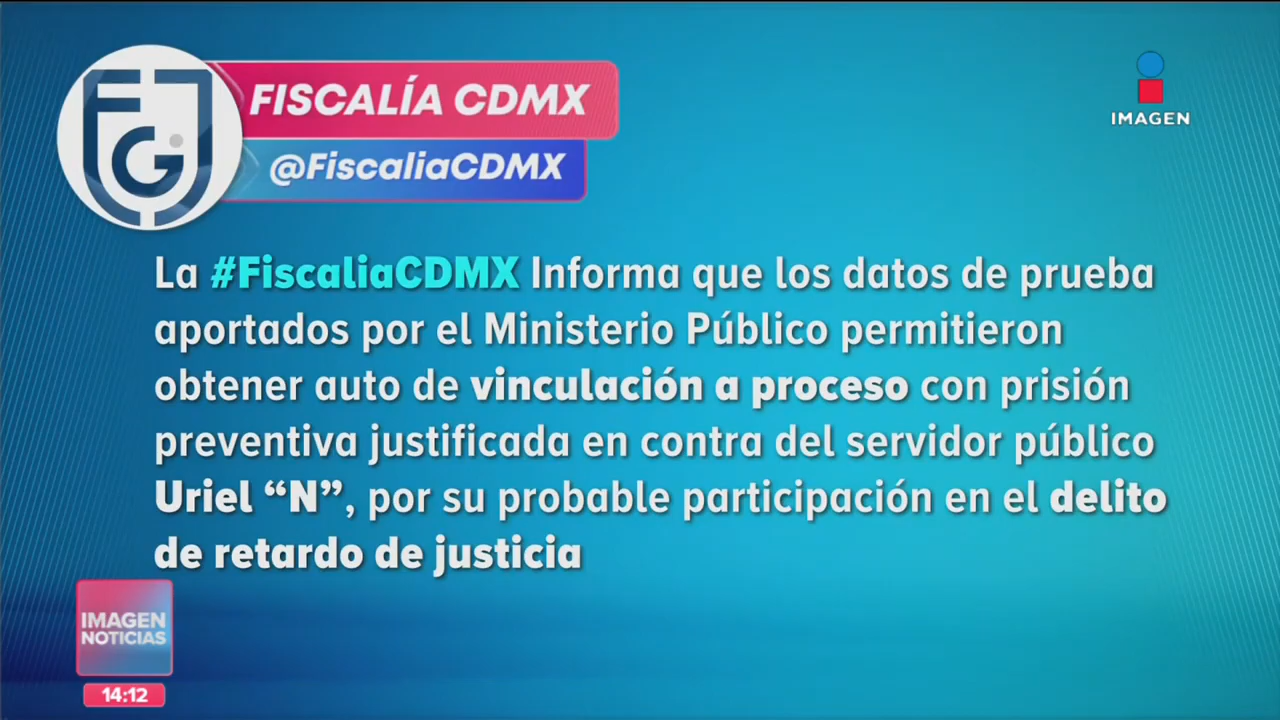 FJ
G
FISCALÍA CDMX
@FiscaliaCDMX
IMAGEN
La #FiscaliaCDMX Informa que los datos de prueba
aportados por el Ministerio Público permitieron
obtener auto de vinculación a proceso con prisión
preventiva justificada en contra del servidor público
Uriel “N”, por su probable participación en el delito
de retardo de justicia
IMAGEN
NOTICIAS
14:12